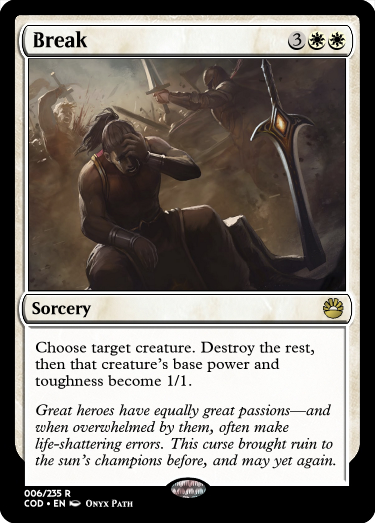 Break 3
Sorcery
Choose target creature. Destroy the rest,
then that creature's base power and
toughness become 1/1.
Great heroes have equally great passions—and
when overwhelmed by them, often make
life-shattering errors. This curse brought ruin to
the sun's champions before, and may yet again.
006/235 R
COD • EN Onyx Path